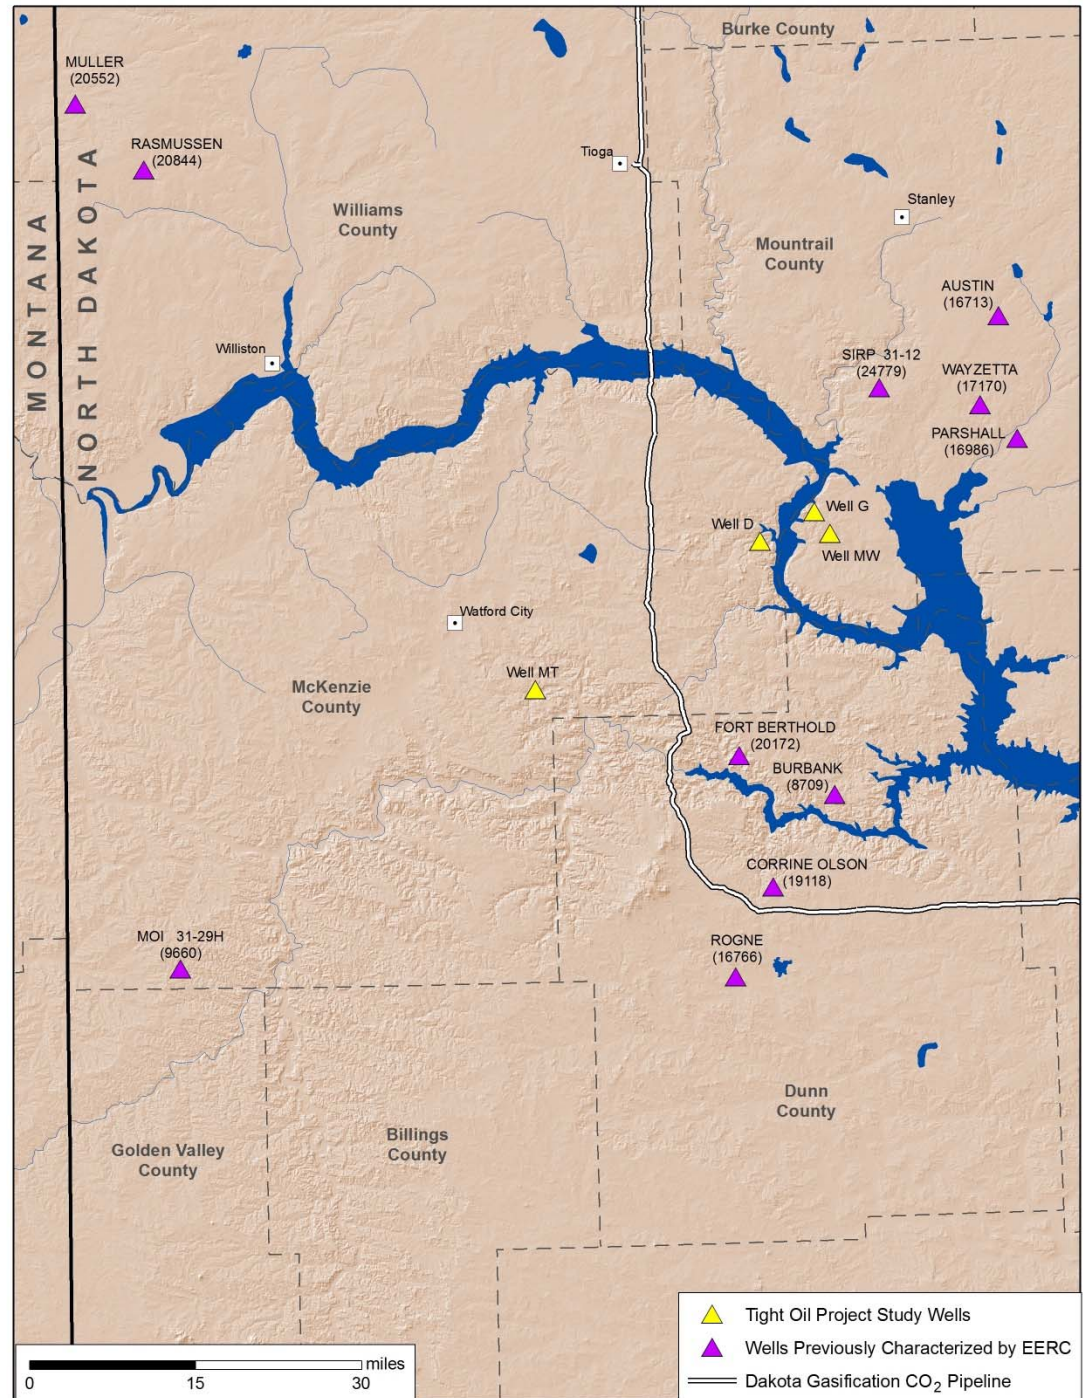 Burke County
MULLER
(20552)
RASMUSSEN
(20844)
Tioga
Stanley
Williams
County
Mountrail
County
MONTANA
NORTH DAKOTA
AUSTIN
(16713)
Williston
SIRP 31-12
(24779)
WAYZETTA
(17170)
PARSHALL
(16986)
Well G
Well D
Well MW
Watford City
Well MT
McKenzie
County
FORT BERTHOLD
(20172)
BURBANK
(8709)
CORRINE OLSON
(19118)
MOI 31-29H
(9660)
ROGNE
(16766)
Dunn
County
Golden Valley
County
Billings
County
Tight Oil Project Study Wells
Wells Previously Characterized by EERC
Dakota Gasification CO₂ Pipeline
miles
0 15 30